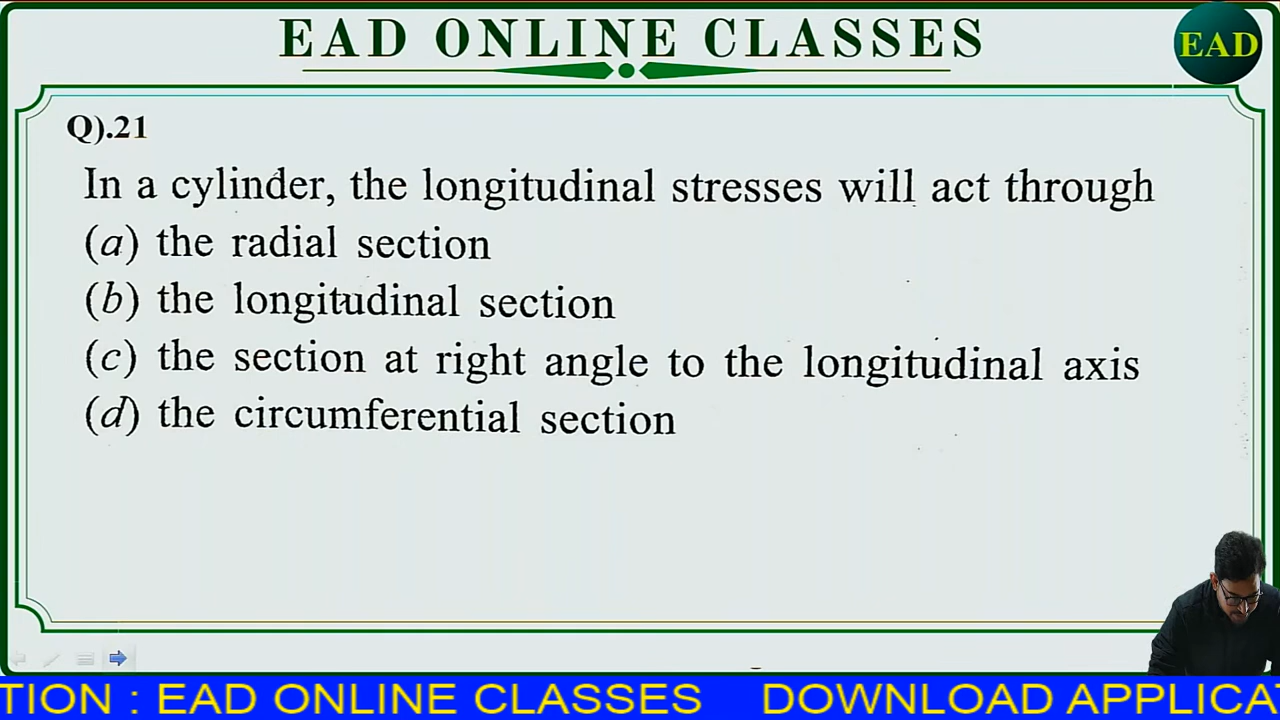 EAD ONLINE CLASSES
EAD
Q).21
In a cylinder, the longitudinal stresses will act through
(a) the radial section
(b) the longitudinal section
(c) the section at right angle to the longitudinal axis
(d) the circumferential section
TION : EAD ONLINE CLASSES DOWNLOAD APPLICA